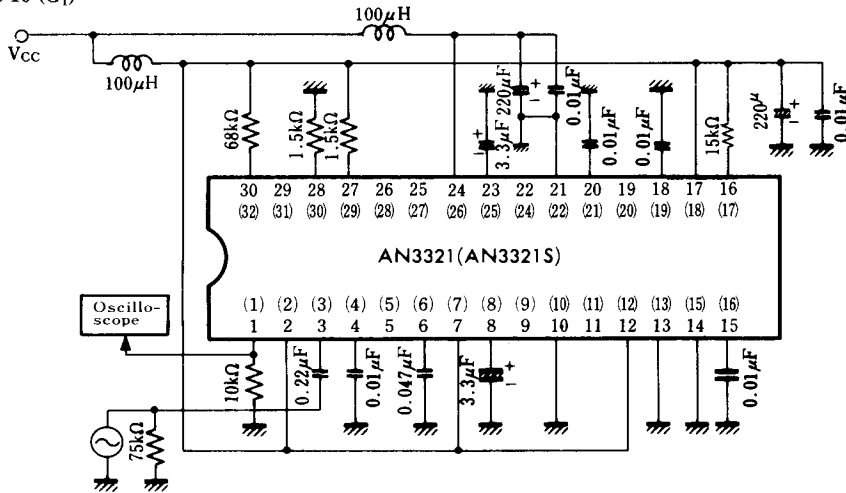 (G1)
100μH
VCC
100μH
68kΩ
1.5kΩ
1.5kΩ
3.3μF
220μF
0.01μF
0.01μF
0.01μF
15kΩ
220μ
0.01μF
30 29 28 27 26 25 24 23 22 21 20 19 18 17 16
(32) (31) (30) (29) (28) (27) (26) (25) (24) (22) (21) (20) (19) (18) (17)
AN3321(AN3321S)
(1) (2) (3) (4) (5) (6) (7) (8) (9) (10) (11) (12) (13) (15) (16)
1 2 3 4 5 6 7 8 9 10 11 12 13 14 15
Oscillo-
scope
10kΩ
0.22μF
0.01μF
0.047μF
3.3μF
0.01μF
75kΩ